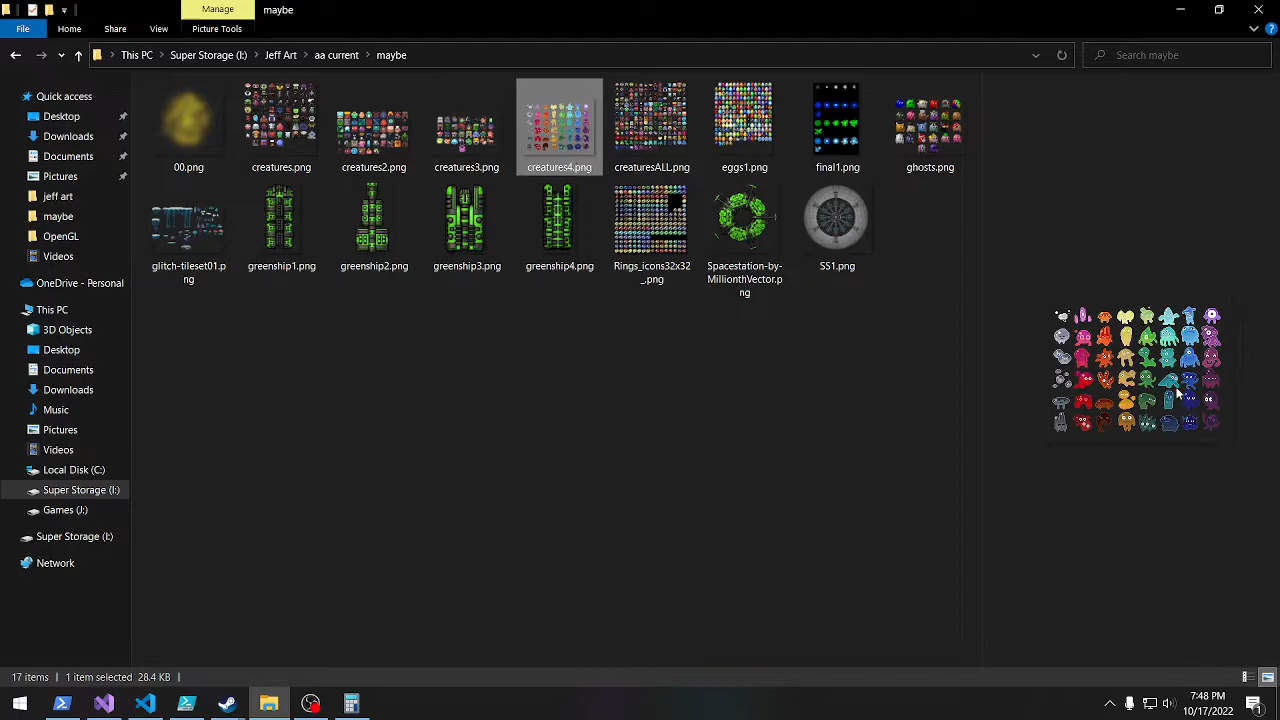 Manage
maybe
File
Home
Share
View
Picture Tools
This PC
Super Storage (I:)
Jeff Art
aa current
maybe
Search maybe
Quick access
Desktop
Downloads
Documents
Pictures
jeff art
maybe
OpenGL
Videos
OneDrive - Personal
This PC
3D Objects
Desktop
Documents
Downloads
Music
Pictures
Videos
Local Disk (C:)
Super Storage (I:)
Games (J:)
Super Storage (I:)
Network
00.png
creatures.png
creatures2.png
creatures3.png
creatures4.png
creaturesALL.png
eggs1.png
final1.png
ghosts.png
glitch-tileset01.p
ng
greenship1.png
greenship2.png
greenship3.png
greenship4.png
Rings_icons32x32
_.png
Spacestation-by-
MillionthVector.p
ng
SS1.png
17 items
1 item selected 28.4 KB
7:48 PM
10/17/2022
1